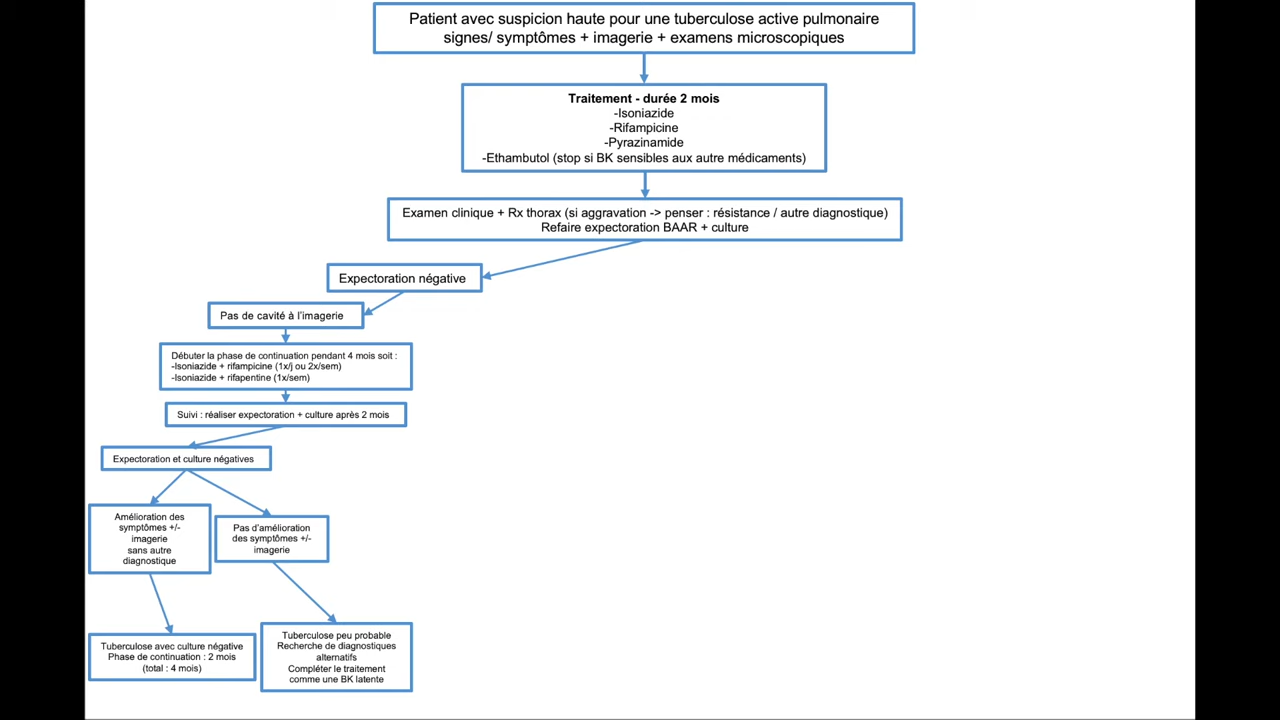 Patient avec suspicion haute pour une tuberculose active pulmonaire
signes/ symptômes + imagerie + examens microscopiques
Traitement - durée 2 mois
-Isoniazide
-Rifampicine
-Pyrazinamide
-Ethambutol (stop si BK sensibles aux autre médicaments)
Examen clinique + Rx thorax (si aggravation -> penser : résistance / autre diagnostique)
Refaire expectoration BAAR + culture
Expectoration négative
Pas de cavité à l'imagerie
Débuter la phase de continuation pendant 4 mois soit :
-Isoniazide + rifampicine (1x/j ou 2x/sem)
-Isoniazide + rifapentine (1x/sem)
Suivi : réaliser expectoration + culture après 2 mois
Expectoration et culture négatives
Amélioration des
symptômes +/-
imagerie
sans autre
diagnostique
Pas d'amélioration
des symptômes +/-
imagerie
Tuberculose avec culture négative
Phase de continuation : 2 mois
(total : 4 mois)
Tuberculose peu probable
Recherche de diagnostiques
alternatifs
Compléter le traitement
comme une BK latente